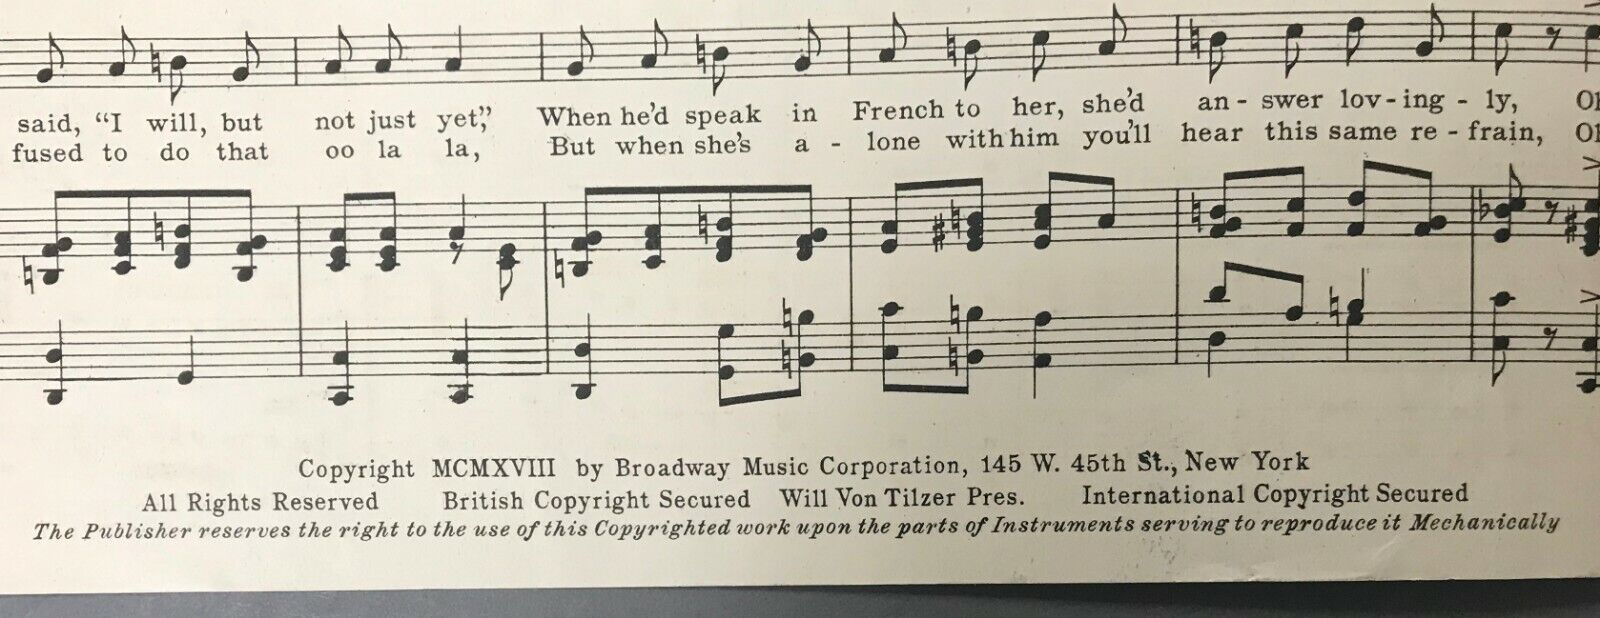 said, "I will, but not just yet," When he'd speak in French to her, she'd an - swer lov - ing - ly,
fused to do that oo la la, But when she's a - lone with him you'll hear this same re - frain,
Copyright MCMXVIII by Broadway Music Corporation, 145 W. 45th St., New York
All Rights Reserved British Copyright Secured Will Von Tilzer Pres. International Copyright Secured
The Publisher reserves the right to the use of this Copyrighted work upon the parts of Instruments serving to reproduce it Mechanically